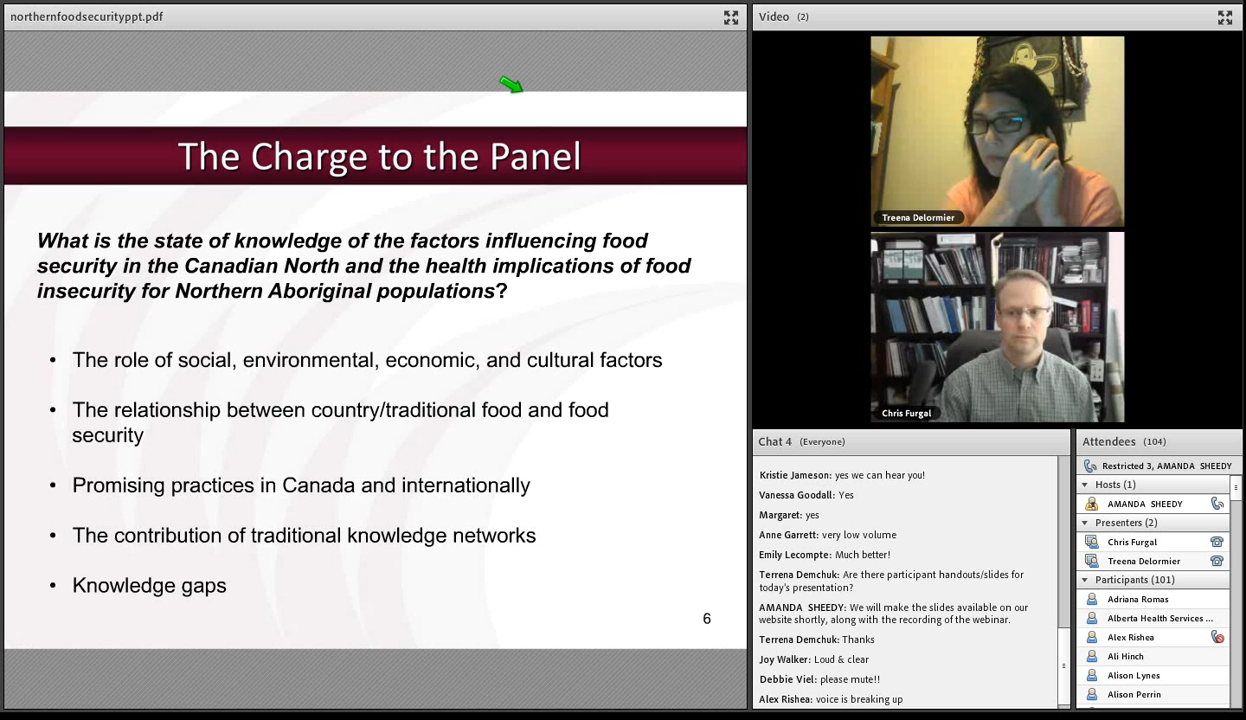 northernfoodsecurityppt.pdf
The Charge to the Panel
What is the state of knowledge of the factors influencing food
security in the Canadian North and the health implications of food
insecurity for Northern Aboriginal populations?
• The role of social, environmental, economic, and cultural factors
• The relationship between country/traditional food and food
security
• Promising practices in Canada and internationally
• The contribution of traditional knowledge networks
• Knowledge gaps
6
Video (2)
Treena Delormier
Chris Furgal
Chat 4 (Everyone)
Kristie Jameson: yes we can hear you!
Vanessa Goodall: Yes
Margaret: yes
Anne Garrett: very low volume
Emily Lecompte: Much better!
Terrena Demchuk: Are there participant handouts/slides for
today's presentation?
AMANDA SHEEDY: We will make the slides available on our
website shortly, along with the recording of the webinar.
Terrena Demchuk: Thanks
Joy Walker: Loud & clear
Debbie Viel: please mute!!
Alex Rishea: voice is breaking up
Attendees (104)
Restricted 3, AMANDA SHEEDY
Hosts (1)
AMANDA SHEEDY
Presenters (2)
Chris Furgal
Treena Delormier
Participants (101)
Adriana Romas
Alberta Health Services ...
Alex Rishea
Ali Hinch
Alison Lynes
Alison Perrin